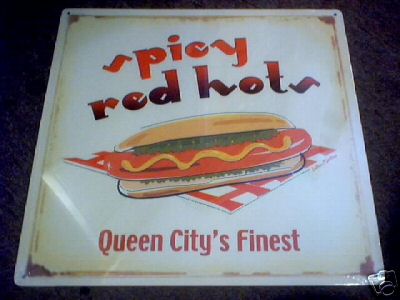 spicy
red hots
Queen City's Finest